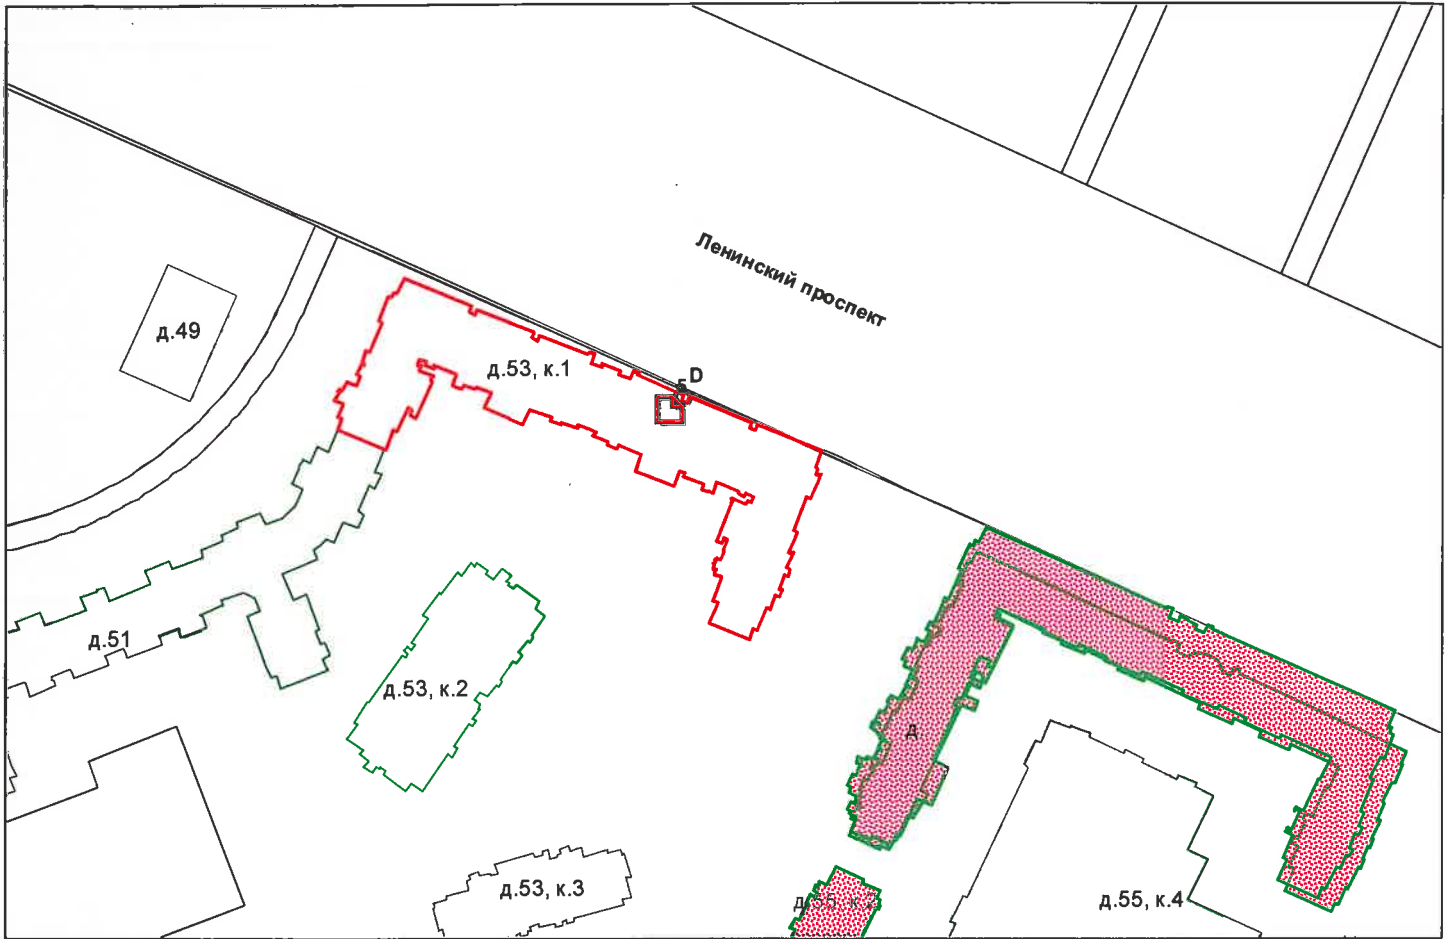 Ленинский проспект
д.49
д.53, к.1
5
D
д.51
д.53, к.2
д
д.53, к.3
д.55, к.4